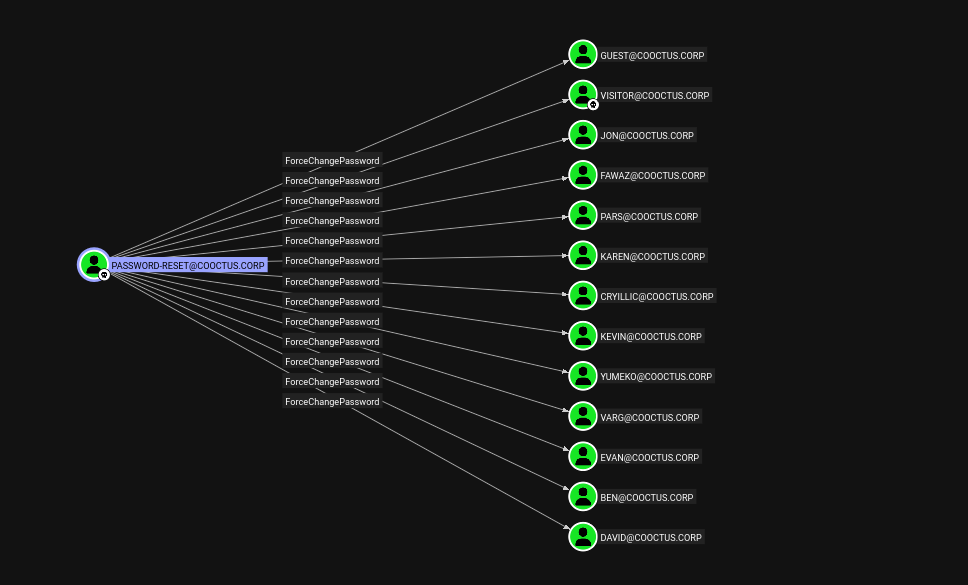 GUEST@COOCTUS.CORP
VISITOR@COOCTUS.CORP
JON@COOCTUS.CORP
ForceChangePassword
FAWAZ@COOCTUS.CORP
ForceChangePassword
ForceChangePassword
PARS@COOCTUS.CORP
ForceChangePassword
ForceChangePassword
KAREN@COOCTUS.CORP
ForceChangePassword
PASSWORD-RESET@COOCTUS.CORP
ForceChangePassword
CRYILLIC@COOCTUS.CORP
ForceChangePassword
ForceChangePassword
KEVIN@COOCTUS.CORP
ForceChangePassword
ForceChangePassword
YUMEKO@COOCTUS.CORP
ForceChangePassword
ForceChangePassword
VARG@COOCTUS.CORP
EVAN@COOCTUS.CORP
BEN@COOCTUS.CORP
DAVID@COOCTUS.CORP